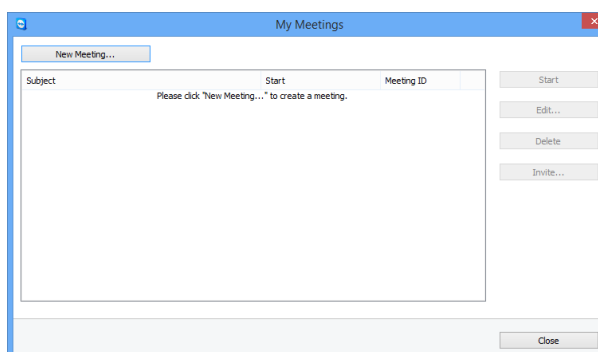 My Meetings
New Meeting...
Subject Start Meeting ID
Please click "New Meeting..." to create a meeting.
Start
Edit...
Delete
Invite...
Close